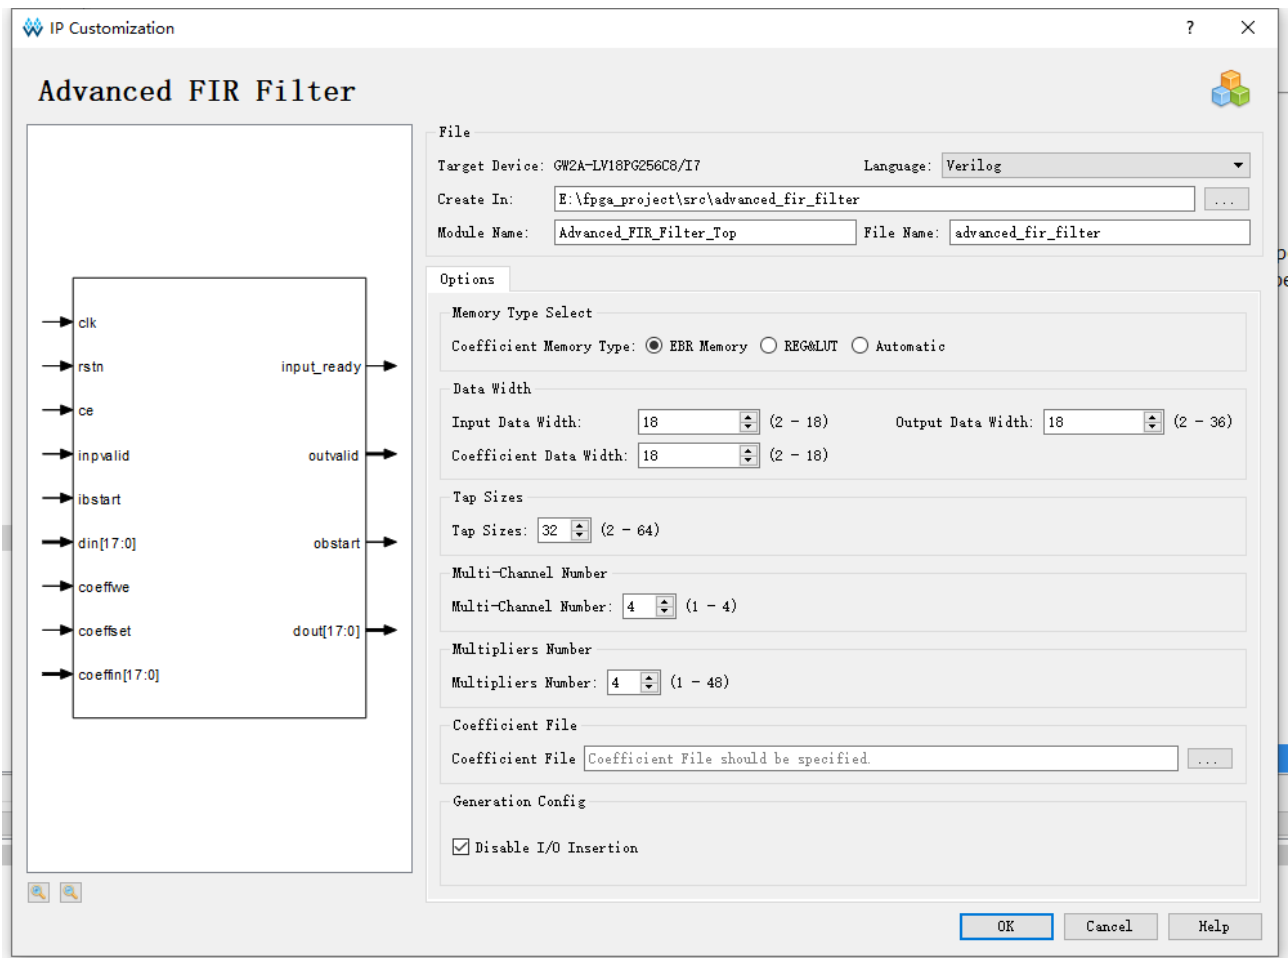 IP Customization
?
Advanced FIR Filter
clk
rstn
input_ready
ce
inpvalid
outvalid
ibstart
din[17:0]
obstart
coeffwe
coeffset
dout[17:0]
coeffin[17:0]
File
Target Device: GW2A-LV18PG256C8/I7 Language: Verilog
Create In: E:\fpga_project\src\advanced_fir_filter ...
Module Name: Advanced_FIR_Filter_Top File Name: advanced_fir_filter
Options
Memory Type Select
Coefficient Memory Type: EBR Memory REG&LUT Automatic
Data Width
Input Data Width: 18 (2 - 18) Output Data Width: 18 (2 - 36)
Coefficient Data Width: 18 (2 - 18)
Tap Sizes
Tap Sizes: 32 (2 - 64)
Multi-Channel Number
Multi-Channel Number: 4 (1 - 4)
Multipliers Number
Multipliers Number: 4 (1 - 48)
Coefficient File
Coefficient File Coefficient File should be specified. ...
Generation Config
Disable I/O Insertion
OK Cancel Help